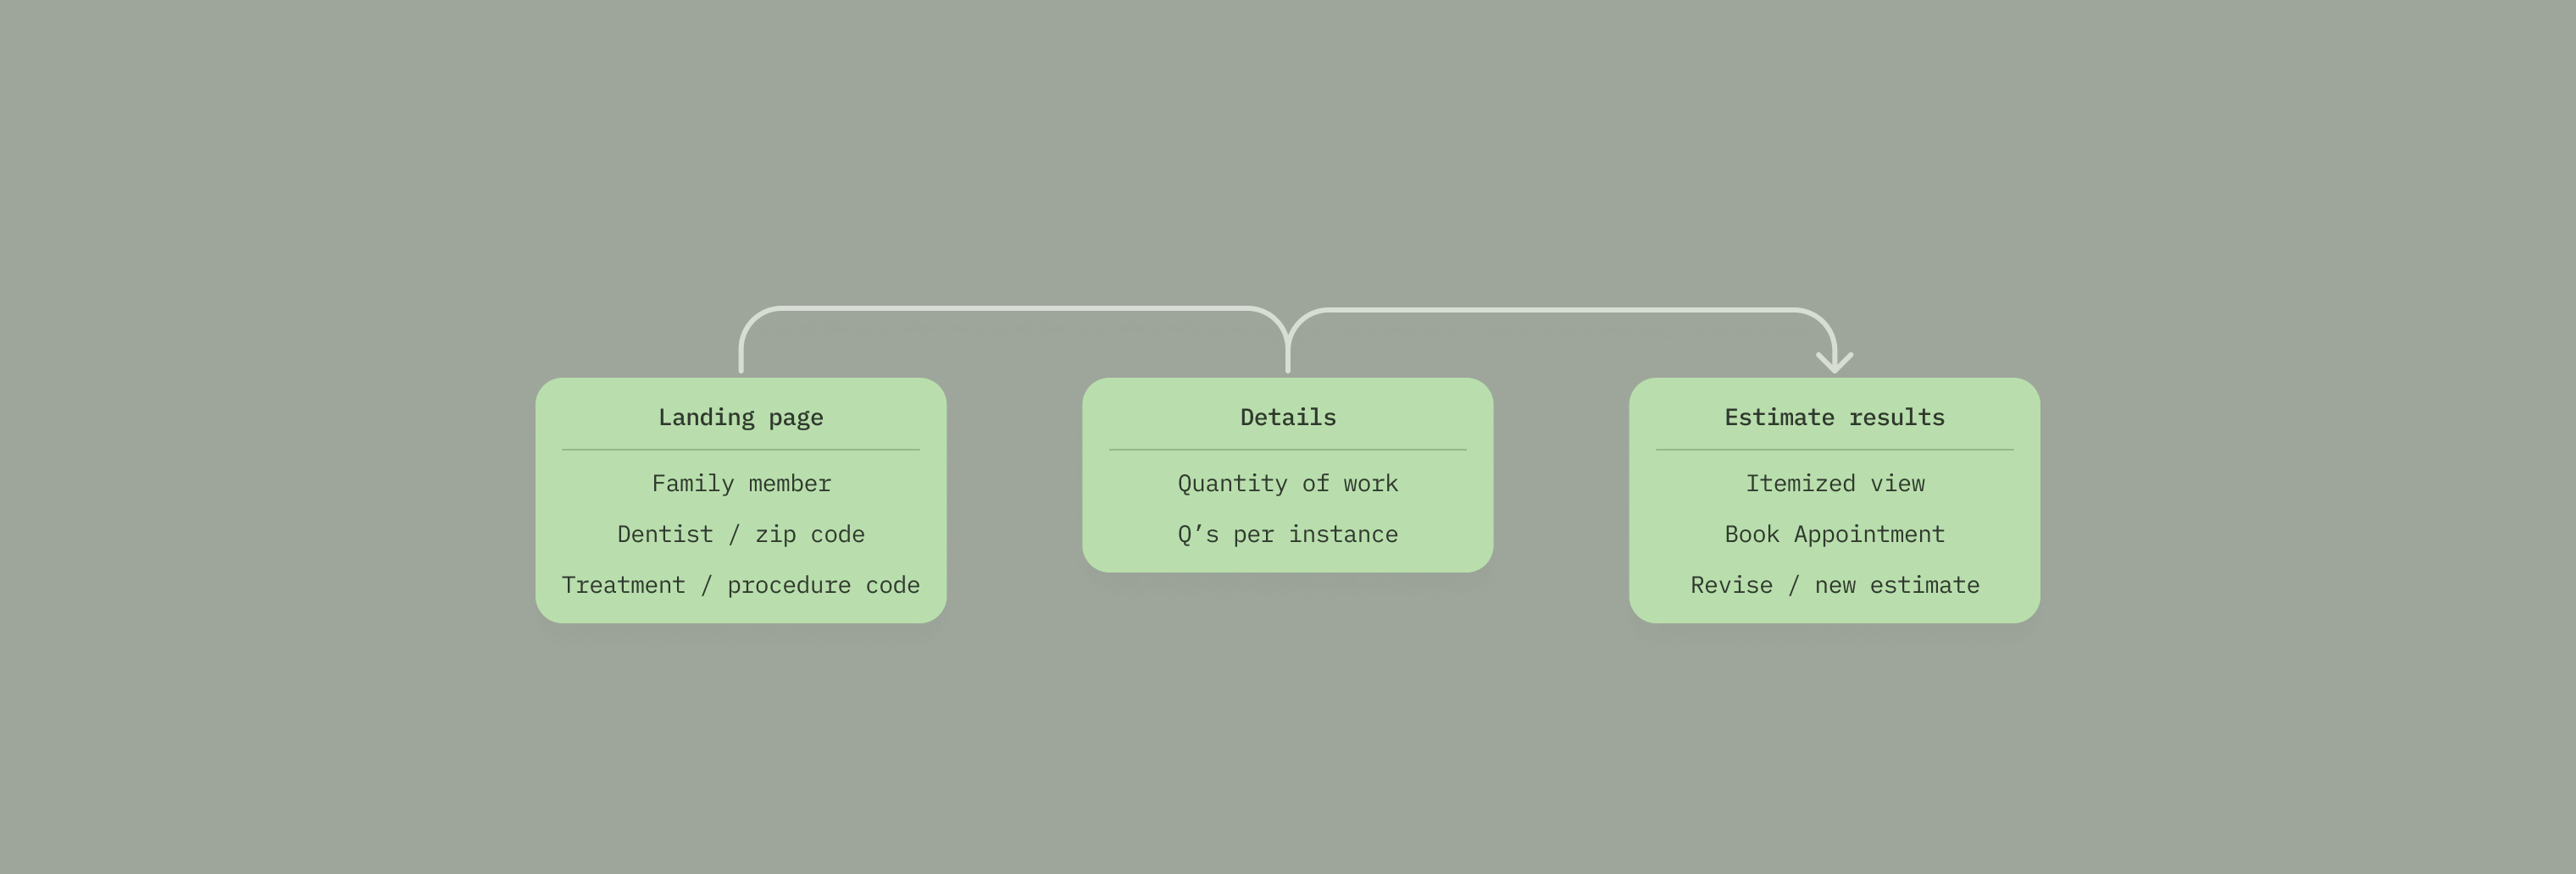 Landing page
Family member
Dentist / zip code
Treatment / procedure code
Details
Quantity of work
Q’s per instance
Estimate results
Itemized view
Book Appointment
Revise / new estimate